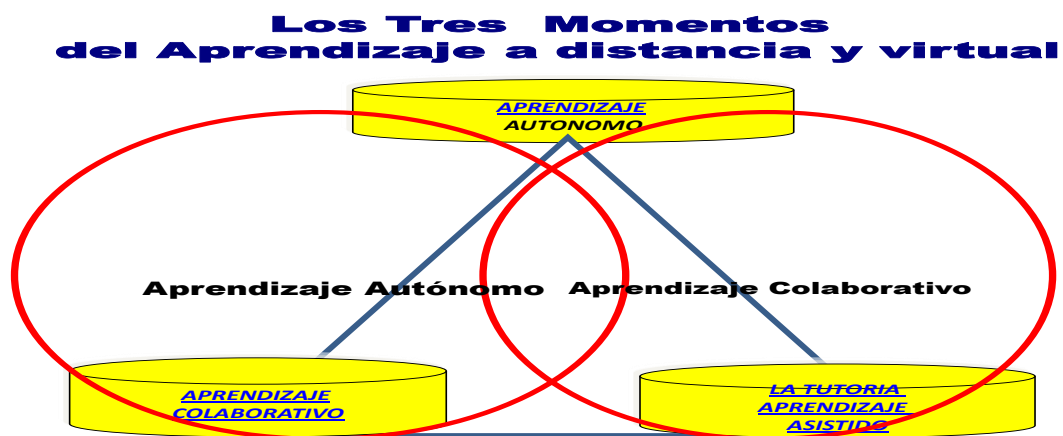 Los Tres Momentos
del Aprendizaje a distancia y virtual
APRENDIZAJE
AUTONOMO
Aprendizaje Autónomo
Aprendizaje Colaborativo
APRENDIZAJE
COLABORATIVO
LA TUTORIA
APRENDIZAJE
ASISTIDO